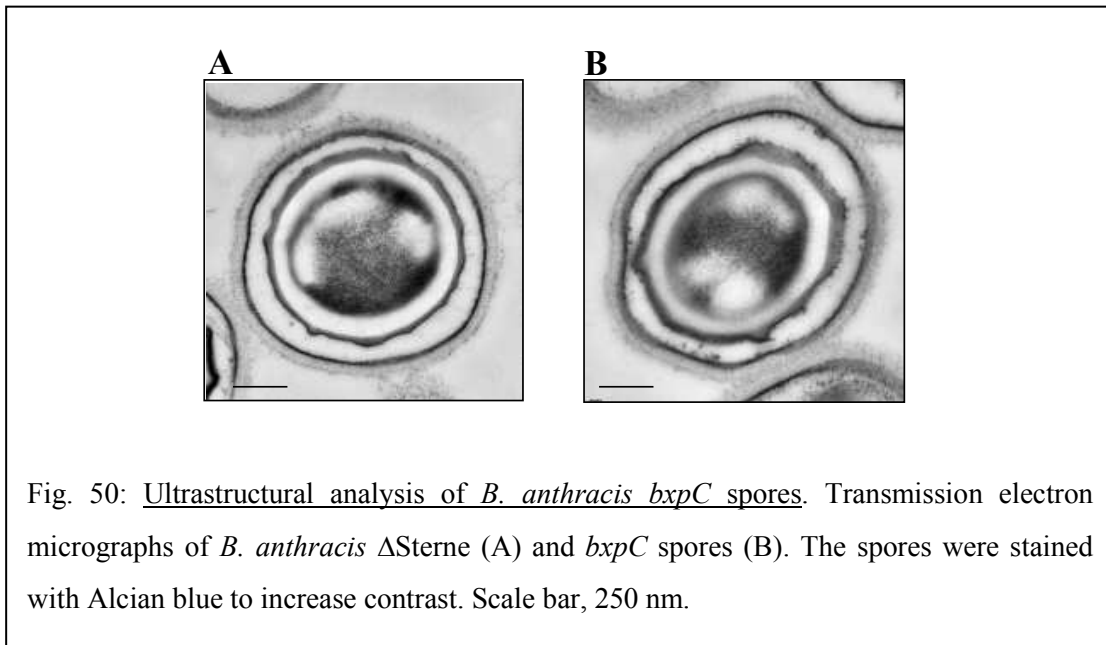 A B
Fig. 50: Ultrastructural analysis of B. anthracis bxpC spores. Transmission electron
micrographs of B. anthracis ΔSterne (A) and bxpC spores (B). The spores were stained
with Alcian blue to increase contrast. Scale bar, 250 nm.